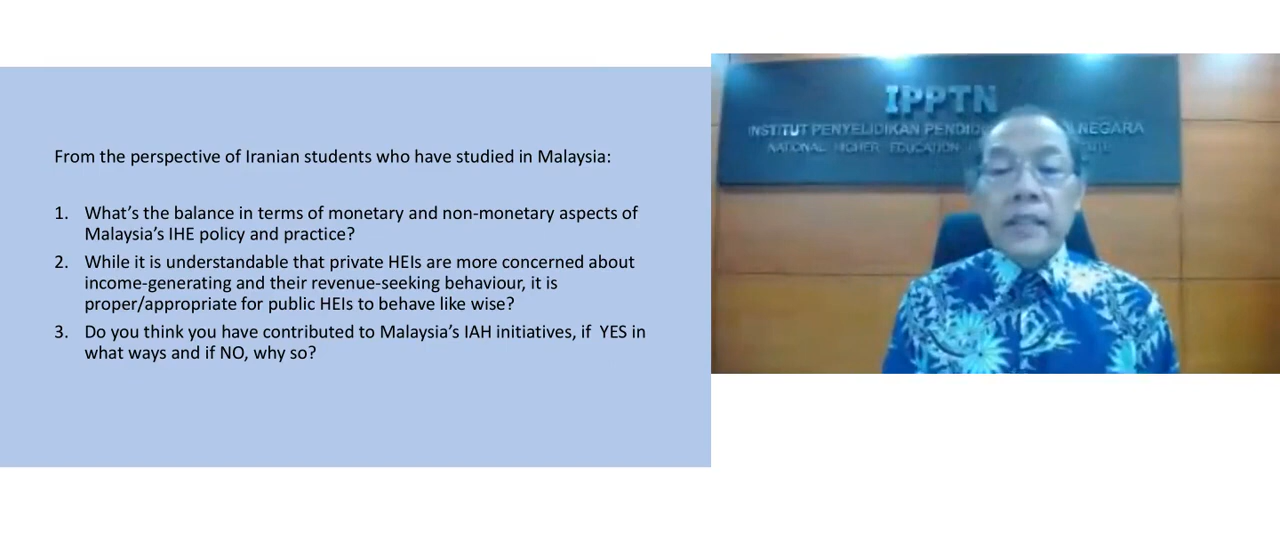 From the perspective of Iranian students who have studied in Malaysia:
1. What's the balance in terms of monetary and non-monetary aspects of
Malaysia's IHE policy and practice?
2. While it is understandable that private HEIs are more concerned about
income-generating and their revenue-seeking behaviour, it is
proper/appropriate for public HEIs to behave like wise?
3. Do you think you have contributed to Malaysia's IAH initiatives, if YES in
what ways and if NO, why so?
IPPTN
INSTITUT PENYELIDIKAN NEGARA
NATIONAL HIGHER EDUCATION